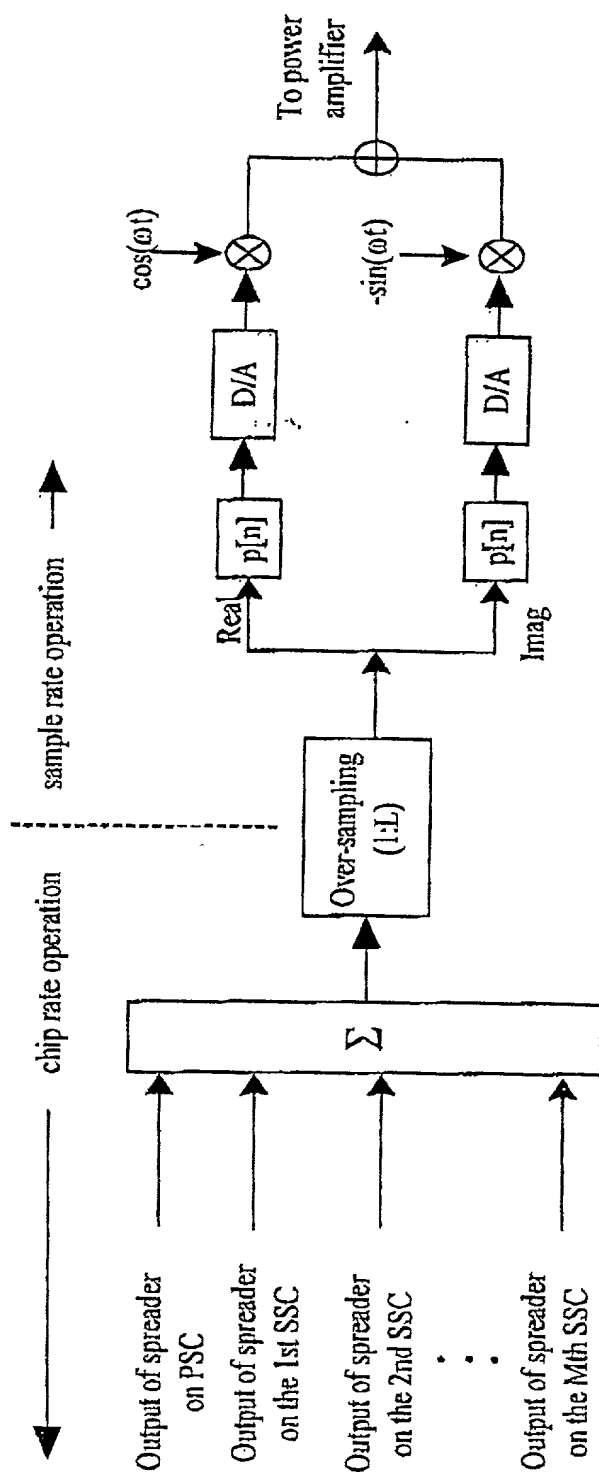 chip rate operation
sample rate operation
Output of spreader
on PSC
Output of spreader
on the 1st SSC
Output of spreader
on the 2nd SSC
Output of spreader
on the Mth SSC
Σ
Over-sampling
(1:L)
Real
Imag
p[n]
p[n]
D/A
D/A
cos(ωt)
-sin(ωt)
To power
amplifier